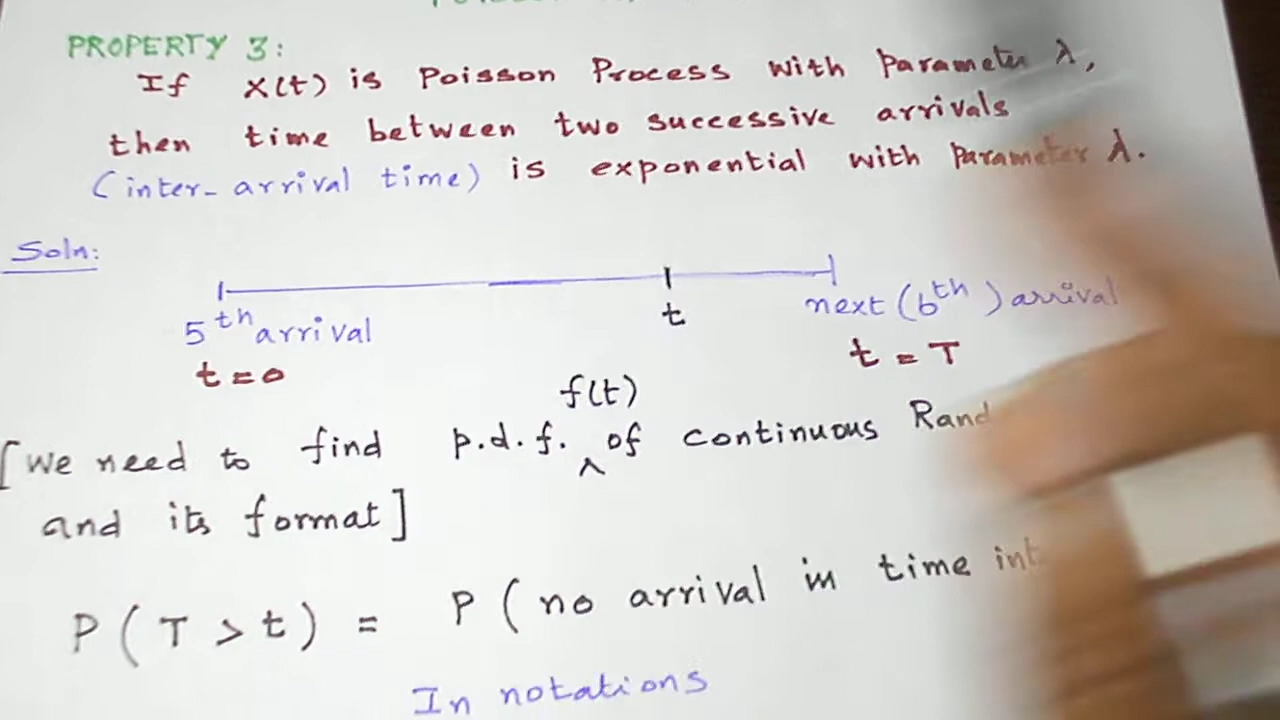 PROPERTY 3:
If X(t) is Poisson Process with Parameter λ,
then time between two successive arrivals
(inter-arrival time) is exponential with Parameter λ.
Soln:
t
5th arrival
next (6th) arrival
t = 0
t = T
f(t)
[We need to find p.d.f. ^ of continuous
and its format]
P(T > t) = P( no arrival in time
In notations